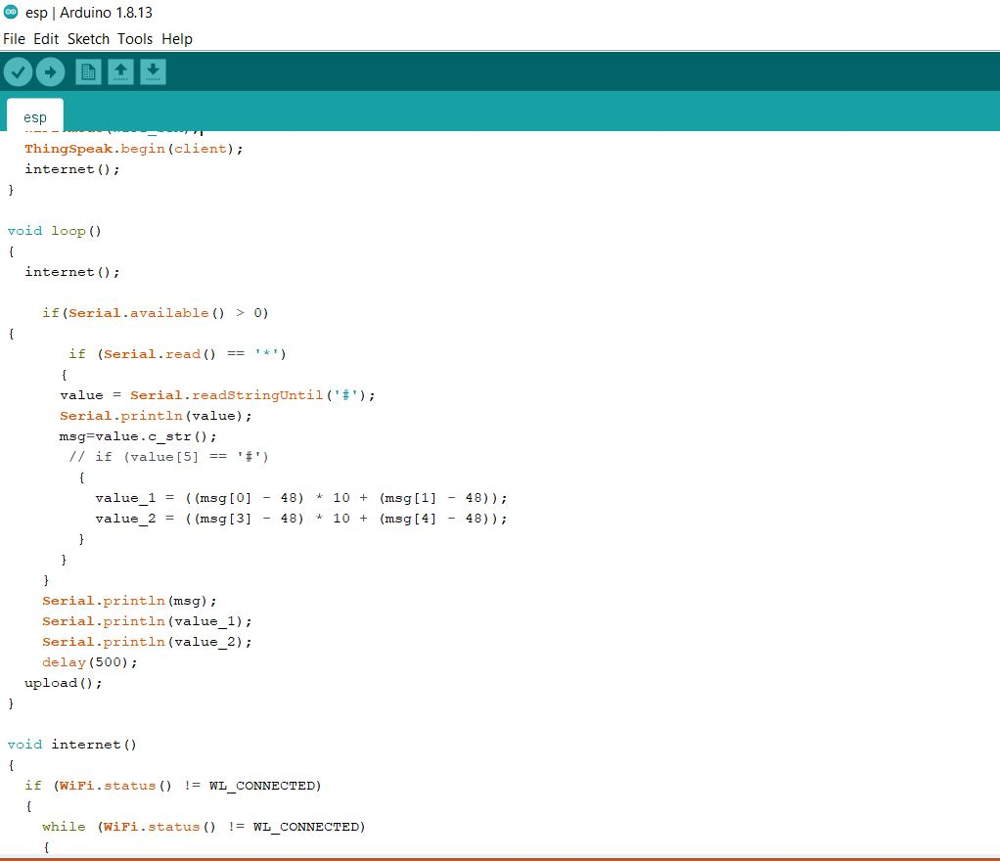 esp | Arduino 1.8.13
File Edit Sketch Tools Help
esp
ThingSpeak.begin(client);
internet();
}
void loop()
{
internet();
if(Serial.available() > 0)
{
if (Serial.read() == '*')
{
value = Serial.readStringUntil('#');
Serial.println(value);
msg=value.c_str();
// if (value[5] == '#')
{
value_1 = ((msg[0] - 48) * 10 + (msg[1] - 48));
value_2 = ((msg[3] - 48) * 10 + (msg[4] - 48));
}
}
}
Serial.println(msg);
Serial.println(value_1);
Serial.println(value_2);
delay(500);
upload();
}
void internet()
{
if (WiFi.status() != WL_CONNECTED)
{
while (WiFi.status() != WL_CONNECTED)
{